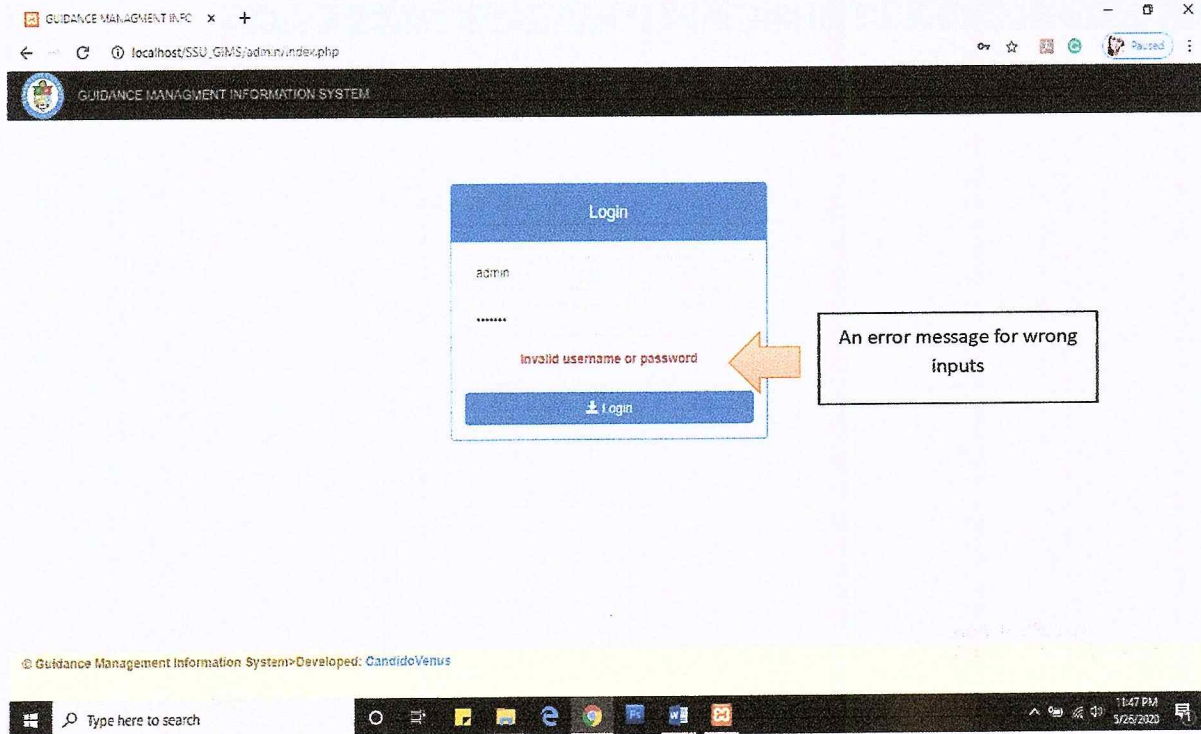 GUIDANCE MANAGMENT INFC
localhost/SSU_GIMS/admin/index.php
Paused
GUIDANCE MANAGMENT INFORMATION SYSTEM
Login
admin
•••••••
Invalid username or password
Login
An error message for wrong
inputs
© Guidance Management Information System>Developed: CandidoVenus
Type here to search
11:47 PM
5/26/2020